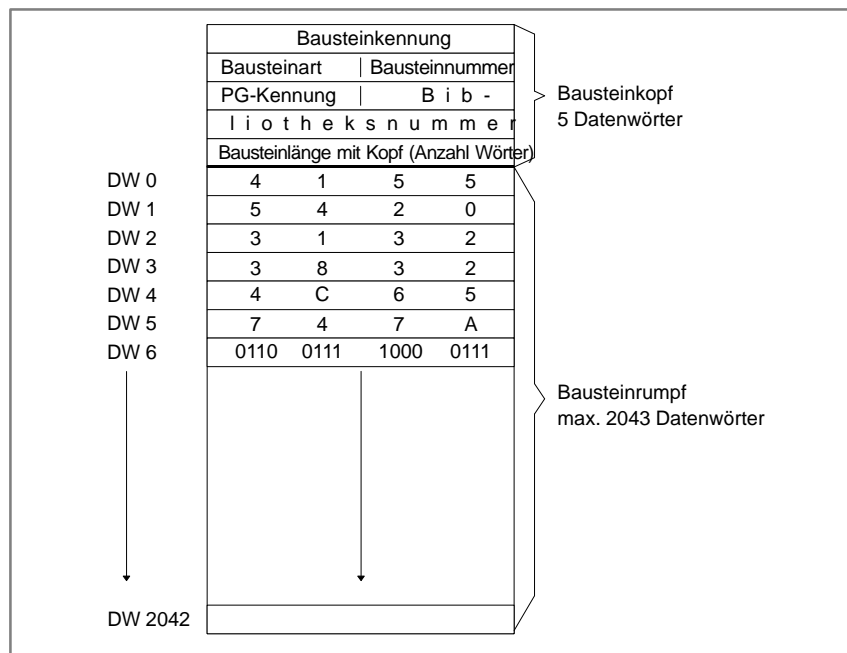 Bausteinkennung
Bausteinart | Bausteinnummer
PG-Kennung | B i b -
l i o t h e k s n u m m e r
Bausteinlänge mit Kopf (Anzahl Wörter)
Bausteinkopf
5 Datenwörter
DW 0 4 1 5 5
DW 1 5 4 2 0
DW 2 3 1 3 2
DW 3 3 8 3 2
DW 4 4 C 6 5
DW 5 7 4 7 A
DW 6 0110 0111 1000 0111
Bausteinrumpf
max. 2043 Datenwörter
DW 2042